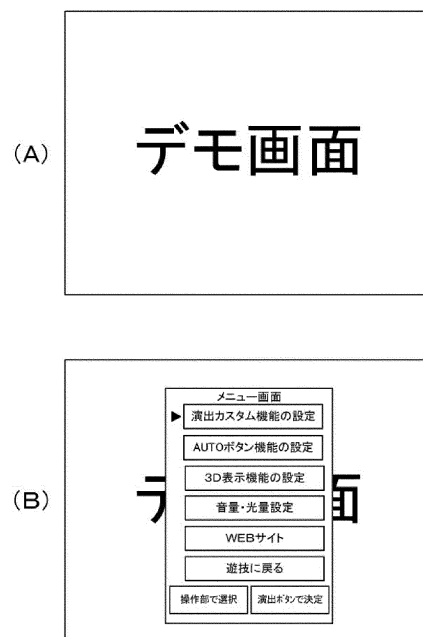 (A)
デモ画面
(B)
メニュー画面
▶演出カスタム機能の設定
AUTOボタン機能の設定
3D表示機能の設定
音量・光量設定
WEBサイト
遊技に戻る
操作部で選択 演出ボタンで決定